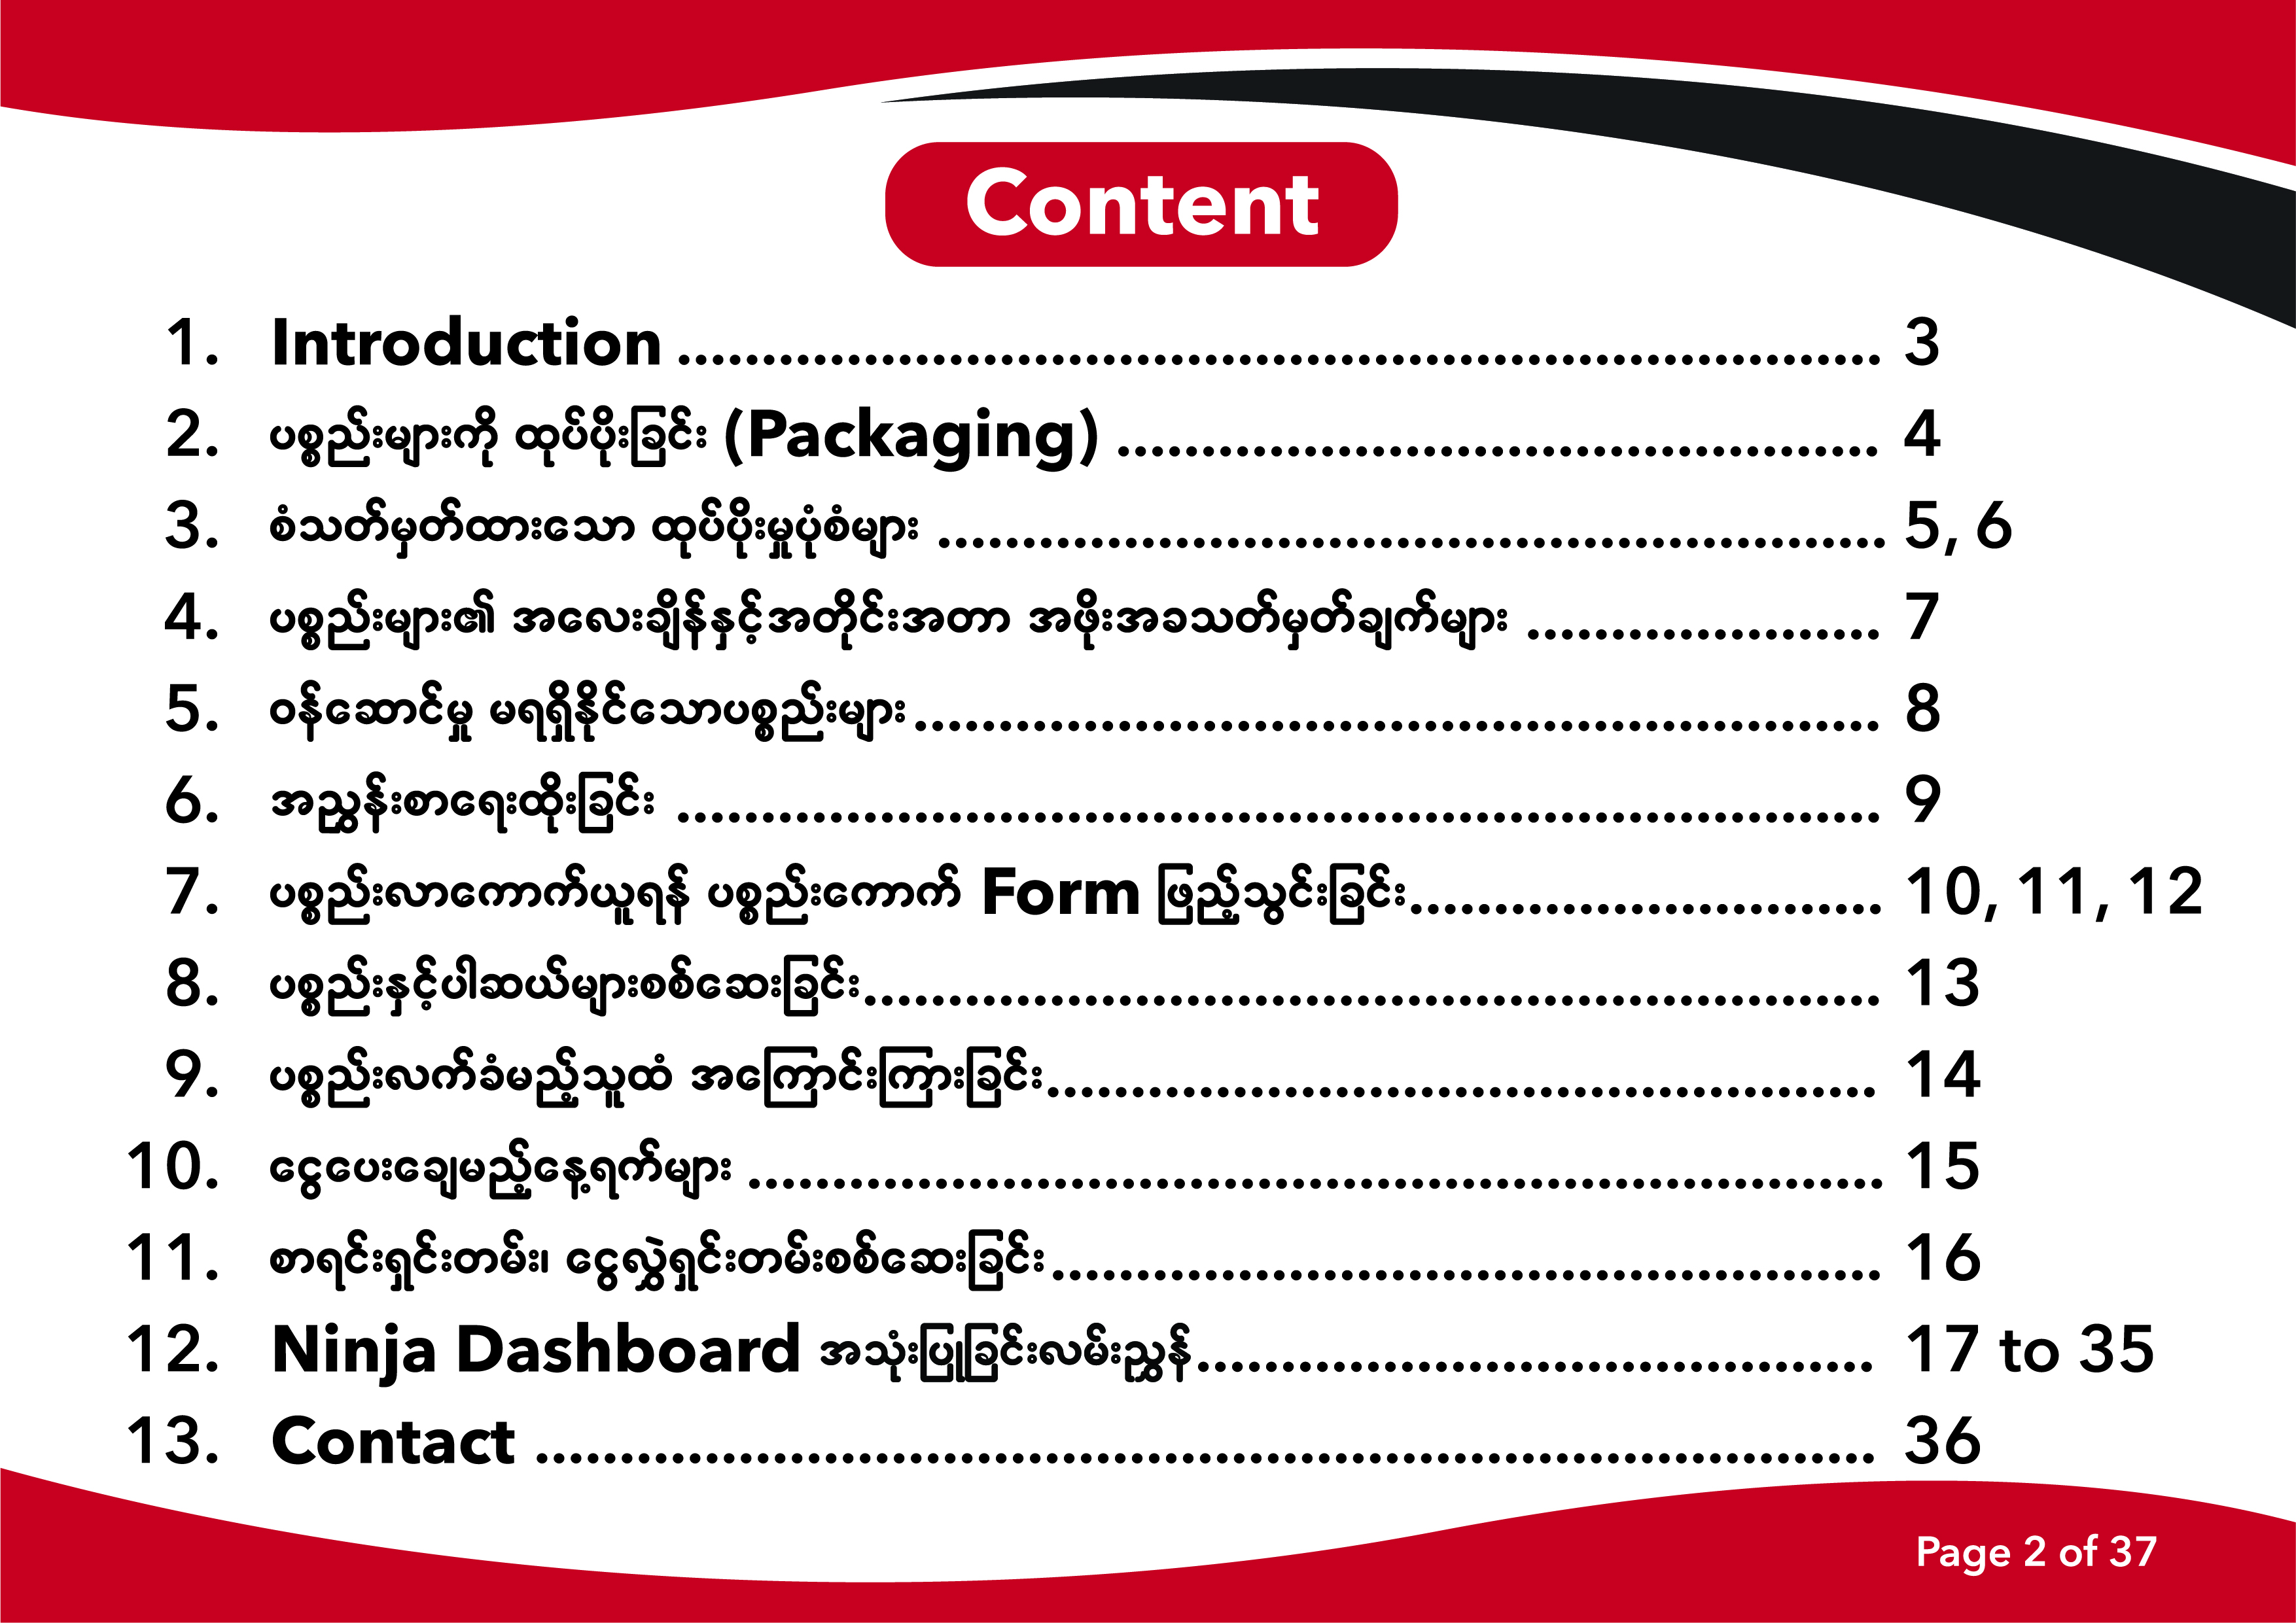 Content
1. Introduction ........................................................................ 3
2. ပစ္စည်းများကို ထုပ်ပိုးခြင်း (Packaging) ............................................. 4
3. စံသတ်မှတ်ထားသော ထုပ်ပိုးမှုပုံစံများ ........................................................ 5, 6
4. ပစ္စည်းများ၏ အလေးချိန်နှင့်အတိုင်းအတာ အဖိုးအခသတ်မှတ်ချက်များ ..................... 7
5. ဝန်ဆောင်မှု မရရှိနိုင်သောပစ္စည်းများ......................................................... 8
6. အညွှန်းစာရေးထိုးခြင်း ....................................................................... 9
7. ပစ္စည်းလာကောက်ယူရန် ပစ္စည်းကောက် Form ဖြည့်သွင်းခြင်း............................ 10, 11, 12
8. ပစ္စည်းနှင့်ပါဆယ်များစစ်ဆေးခြင်း............................................................ 13
9. ပစ္စည်းလက်ခံမည့်သူထံ အကြောင်းကြားခြင်း................................................. 14
10. ငွေပေးချေမည့်နေ့ရက်များ ................................................................... 15
11. စာရင်းရှင်းတမ်း၊ ငွေလွှဲရှင်းတမ်းစစ်ဆေးခြင်း................................................. 16
12. Ninja Dashboard အသုံးပြုခြင်းလမ်းညွှန်........................................ 17 to 35
13. Contact ............................................................................... 36
Page 2 of 37